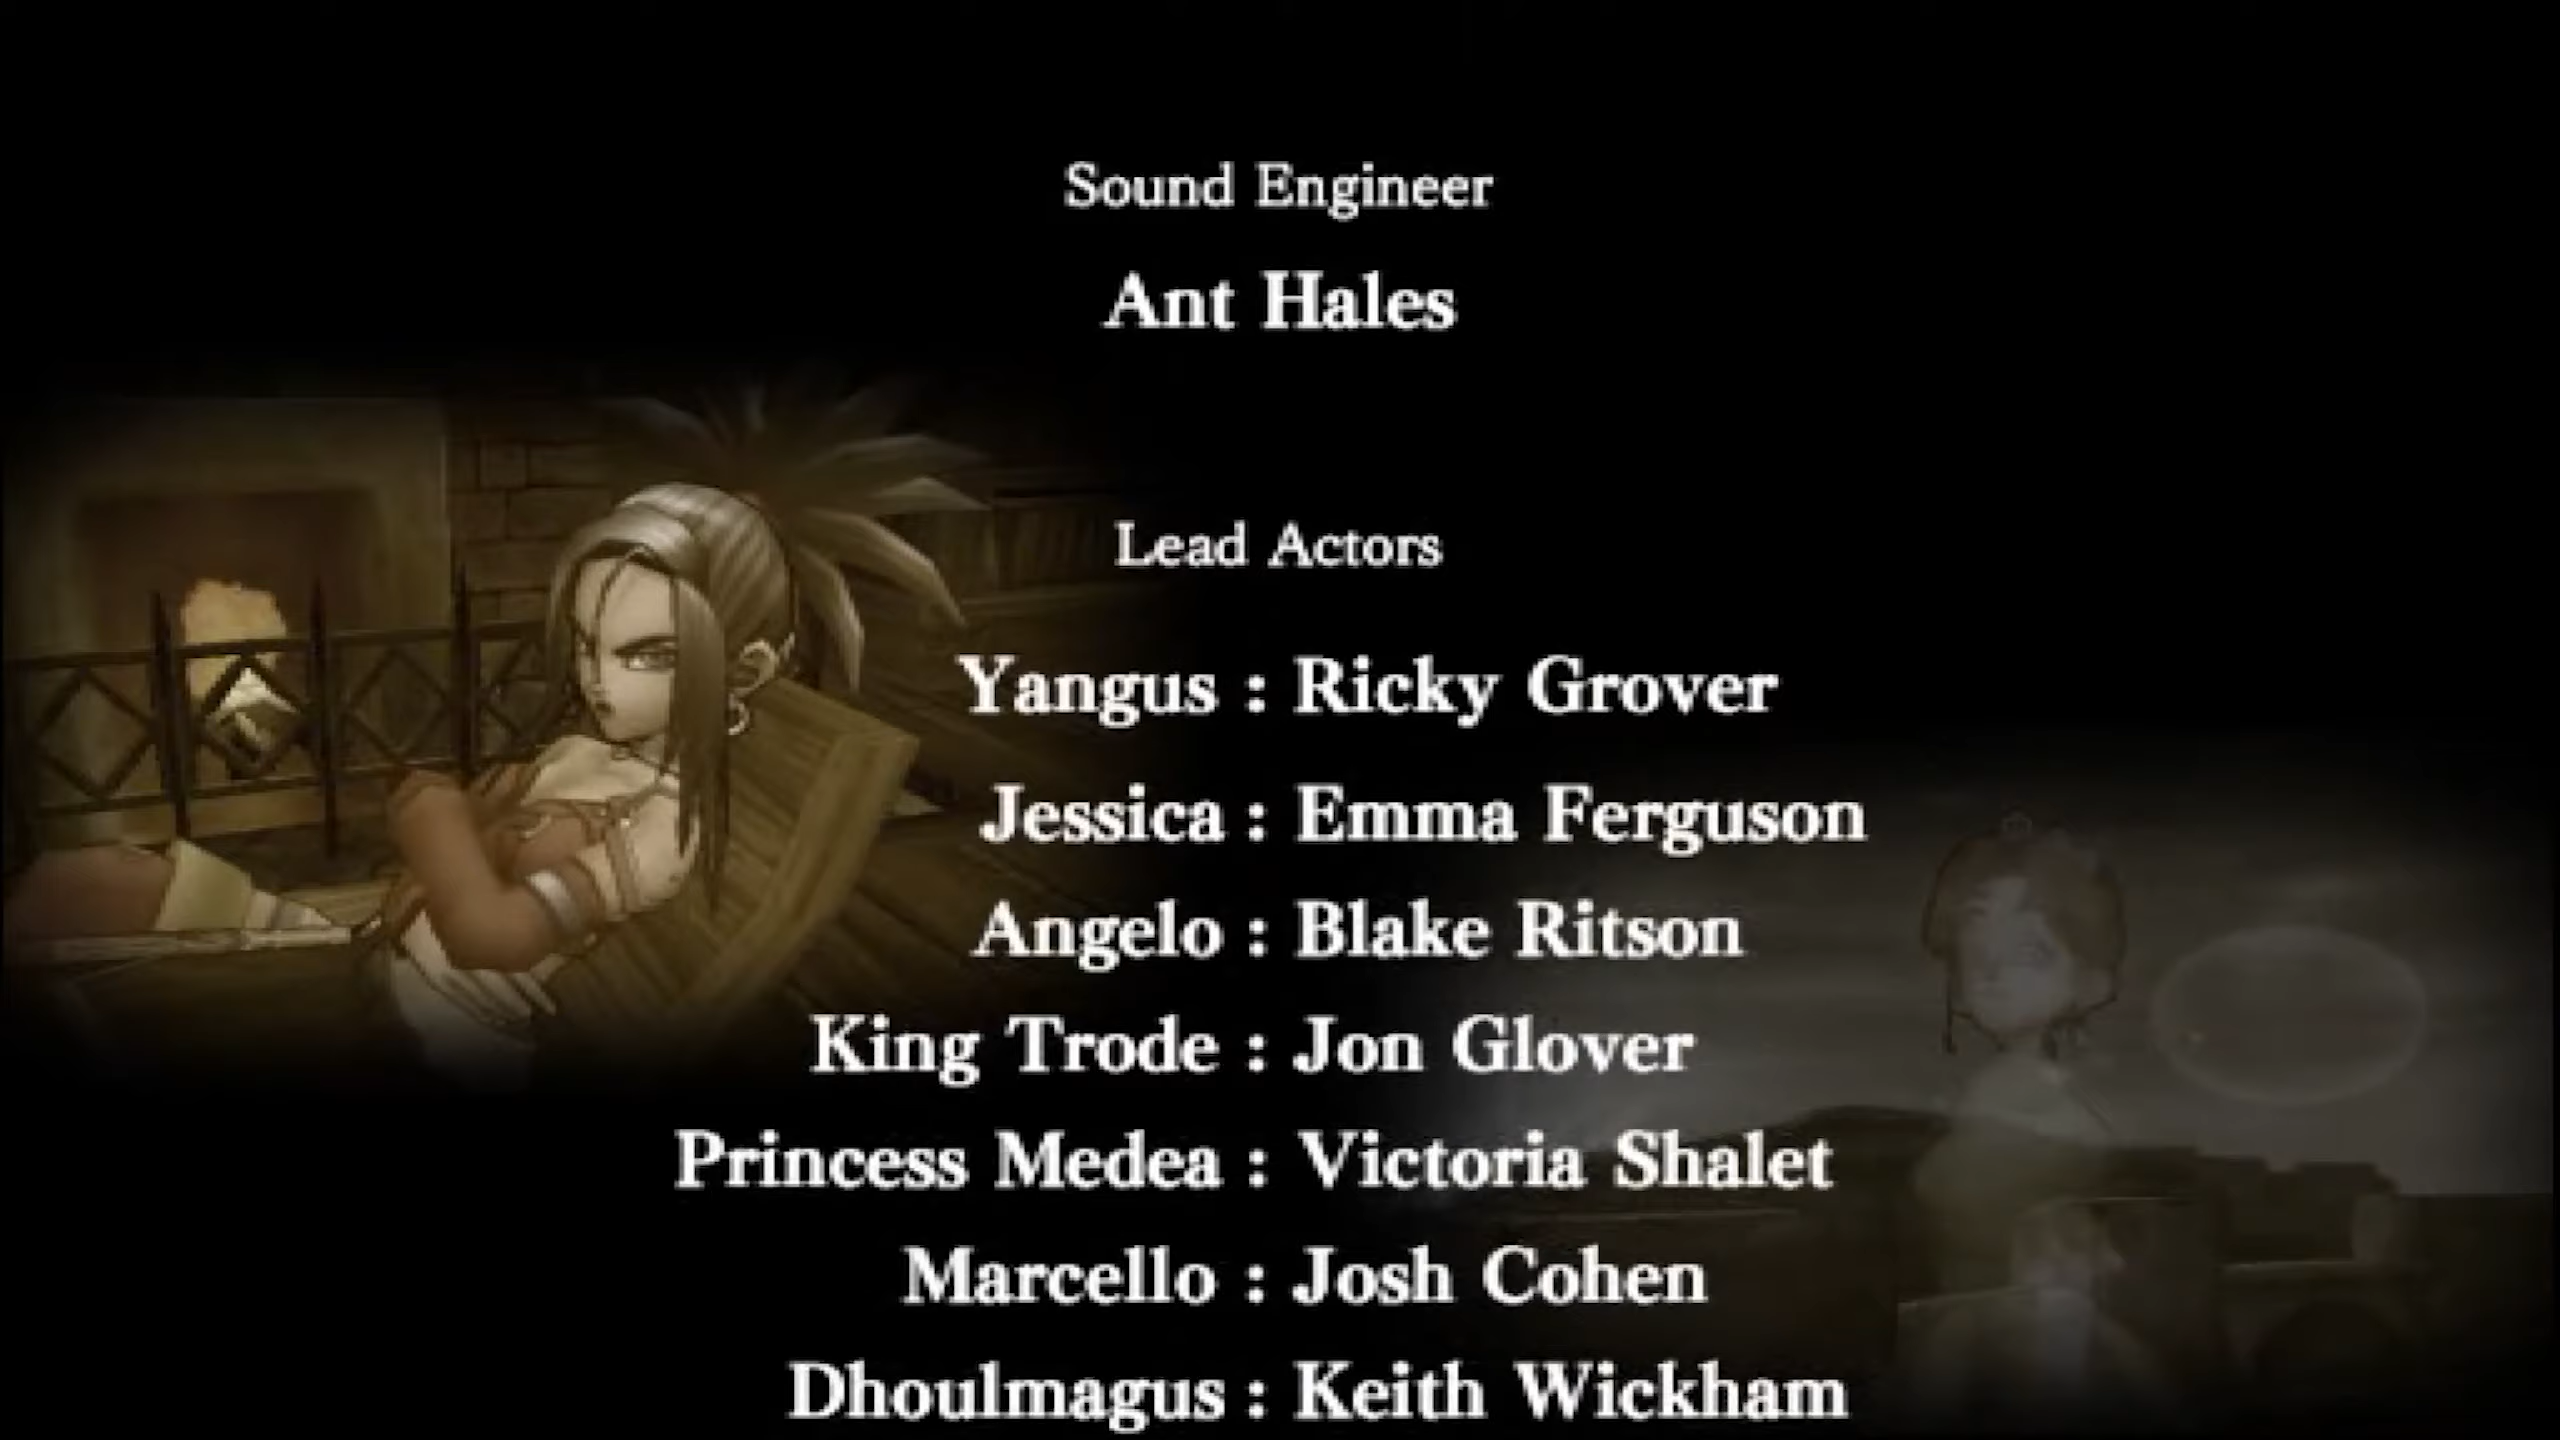 Sound Engineer
Ant Hales
Lead Actors
Yangus : Ricky Grover
Jessica : Emma Ferguson
Angelo : Blake Ritson
King Trode : Jon Glover
Princess Medea : Victoria Shalet
Marcello : Josh Cohen
Dhoulmagus : Keith Wickham